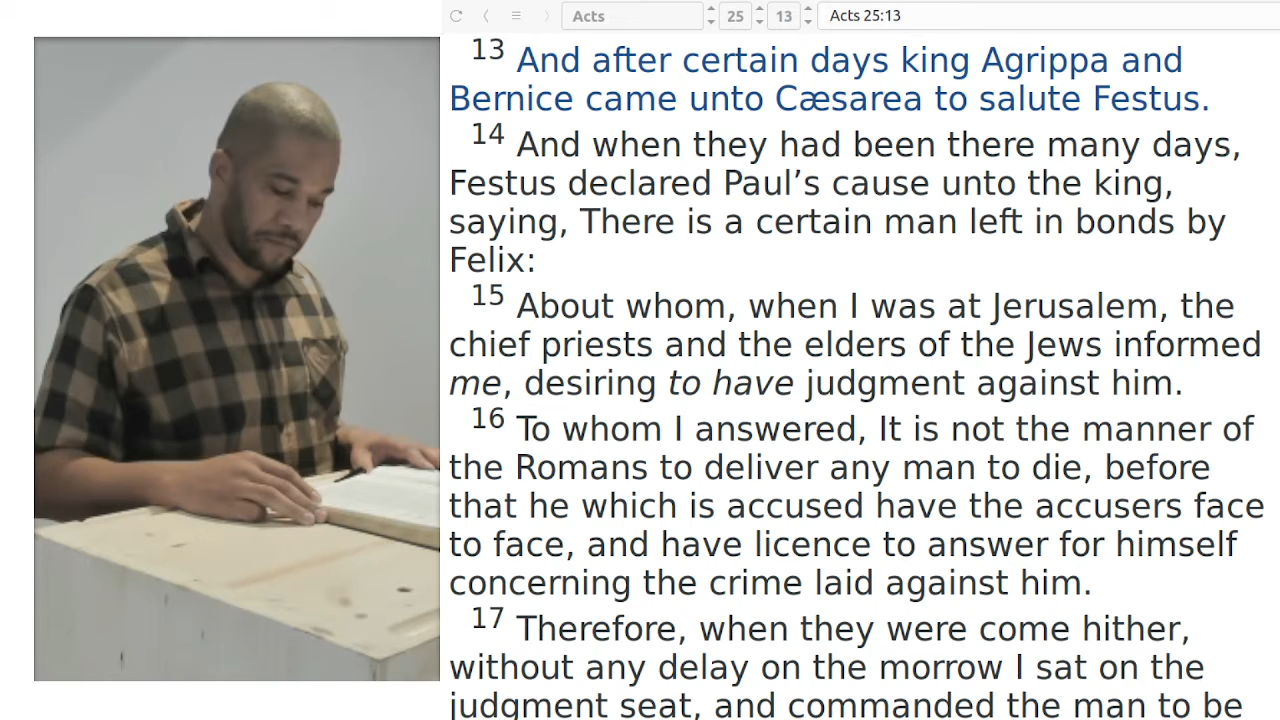 Acts 25 13 Acts 25:13
13 And after certain days king Agrippa and
Bernice came unto Cæsarea to salute Festus.
14 And when they had been there many days,
Festus declared Paul’s cause unto the king,
saying, There is a certain man left in bonds by
Felix:
15 About whom, when I was at Jerusalem, the
chief priests and the elders of the Jews informed
me, desiring to have judgment against him.
16 To whom I answered, It is not the manner of
the Romans to deliver any man to die, before
that he which is accused have the accusers face
to face, and have licence to answer for himself
concerning the crime laid against him.
17 Therefore, when they were come hither,
without any delay on the morrow I sat on the
judgment seat, and commanded the man to be